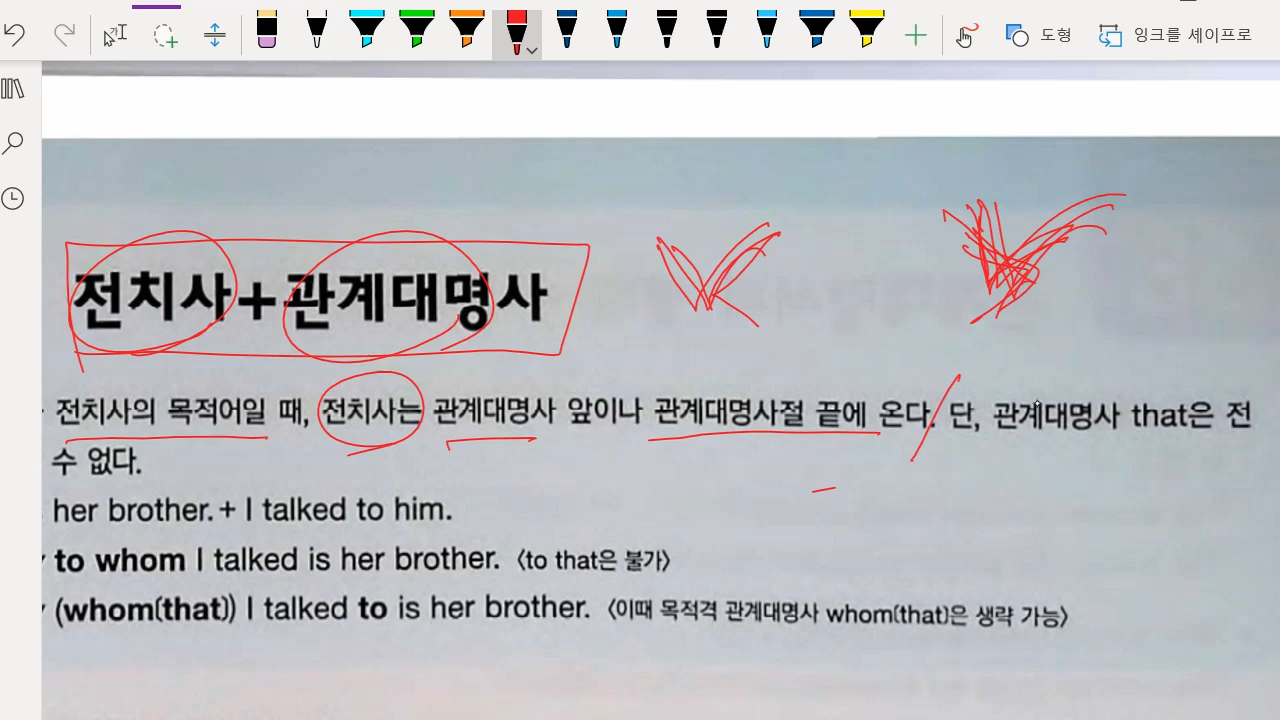 도형
잉크를 셰이프로
전치사+관계대명사
전치사의 목적어일 때, 전치사는 관계대명사 앞이나 관계대명사절 끝에 온다. 단, 관계대명사 that은 전
수 없다.
her brother. + I talked to him.
to whom I talked is her brother. 〈to that은 불가〉
(whom(that)) I talked to is her brother. 〈이때 목적격 관계대명사 whom(that)은 생략 가능〉